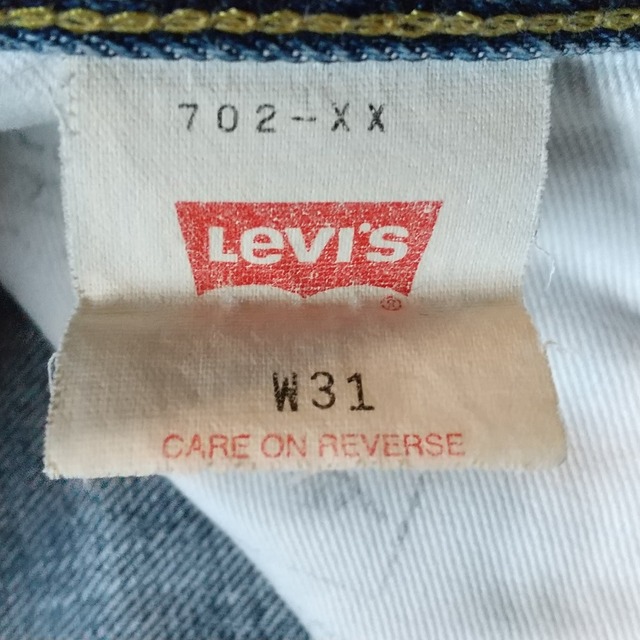 702-XX
LEVI'S
®
W31
CARE ON REVERSE